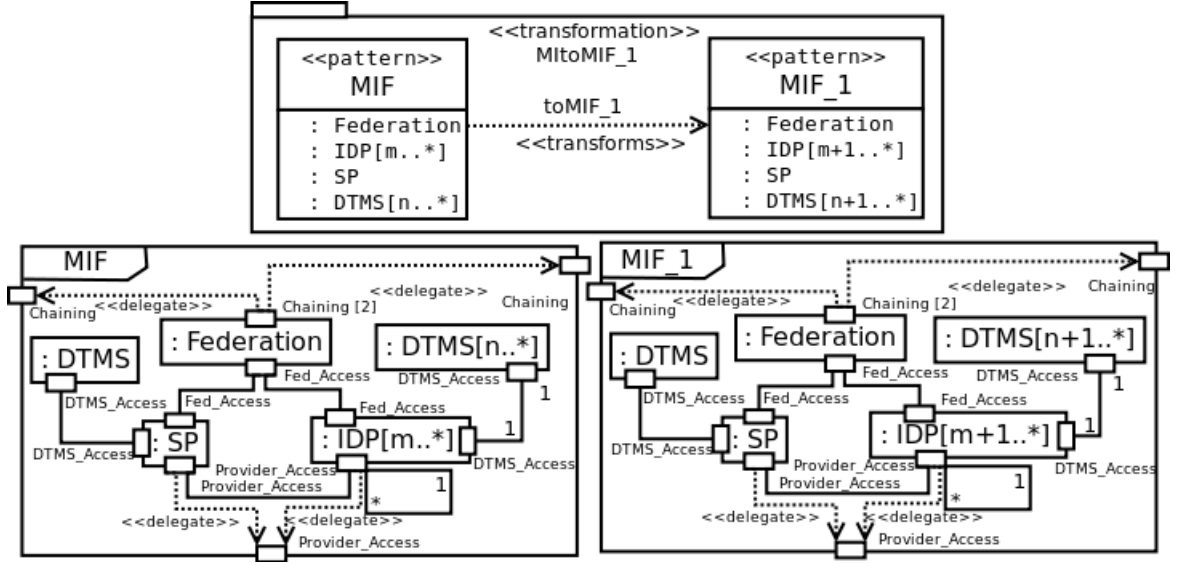 <<transformation>>
MItoMIF_1
<<pattern>>
MIF
: Federation
: IDP[m..*]
: SP
: DTMS[n..*]
toMIF_1
<<transforms>>
<<pattern>>
MIF_1
: Federation
: IDP[m+1..*]
: SP
: DTMS[n+1..*]
MIF
<<delegate>>
<<delegate>>
Chaining
Chaining [2]
Chaining
: DTMS
: Federation
: DTMS[n..*]
Fed_Access
DTMS_Access
DTMS_Access
Fed_Access
Fed_Access
1
: SP
: IDP[m..*]
1
DTMS_Access
Provider_Access
DTMS_Access
Provider_Access
1
*
<<delegate>>
<<delegate>>
Provider_Access
MIF_1
<<delegate>>
<<delegate>>
Chaining
Chaining [2]
Chaining
: DTMS
: Federation
: DTMS[n+1..*]
Fed_Access
DTMS_Access
DTMS_Access
Fed_Access
Fed_Access
1
: SP
: IDP[m+1..*]
1
DTMS_Access
Provider_Access
DTMS_Access
Provider_Access
1
*
<<delegate>>
<<delegate>>
Provider_Access